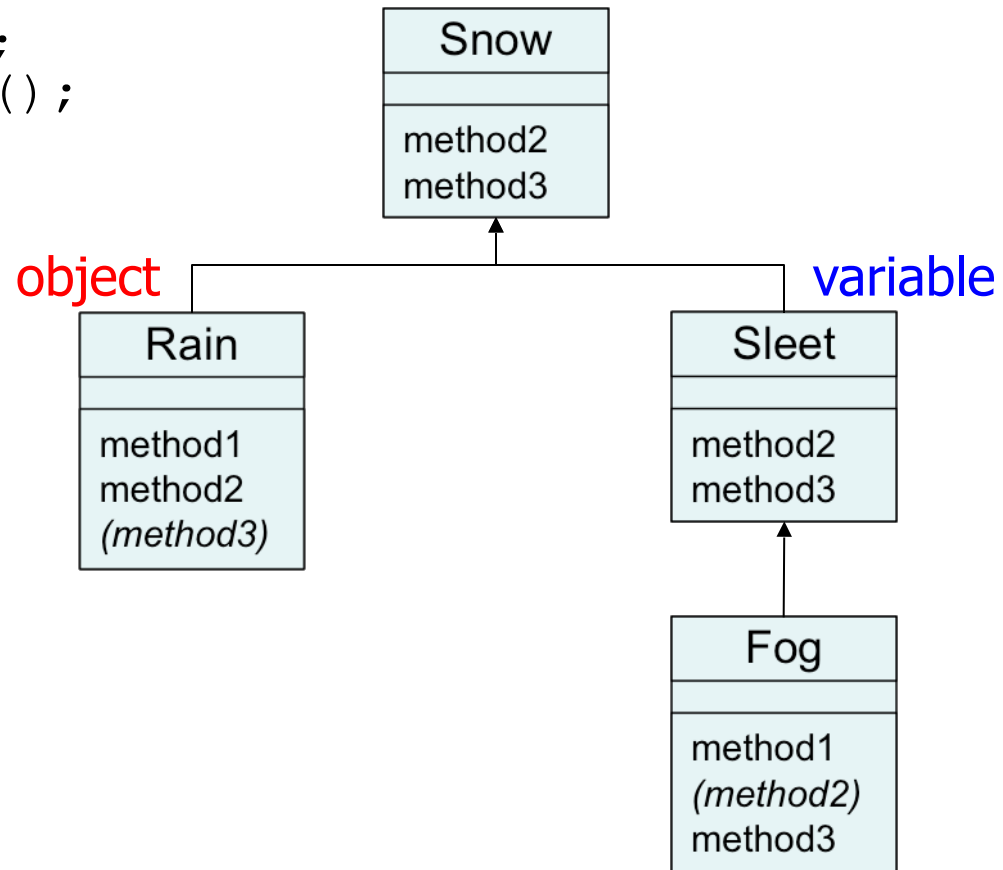 ;
();
Snow
method2
method3
object
variable
Rain
method1
method2
(method3)
Sleet
method2
method3
Fog
method1
(method2)
method3